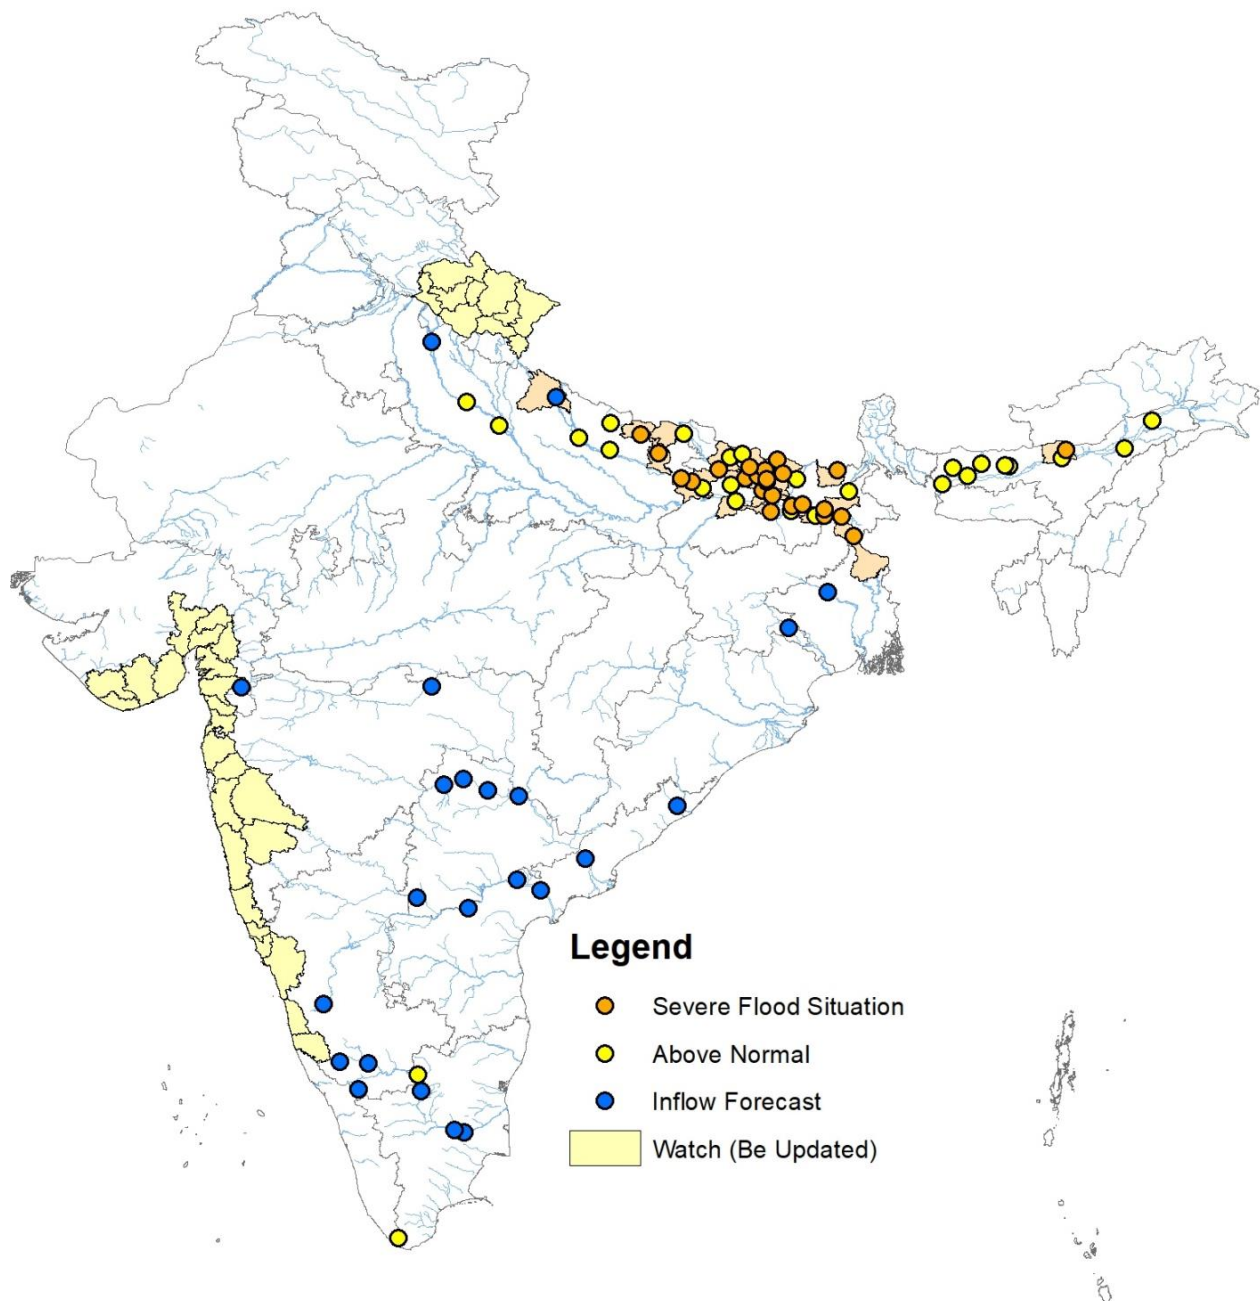 Legend
Severe Flood Situation
Above Normal
Inflow Forecast
Watch (Be Updated)